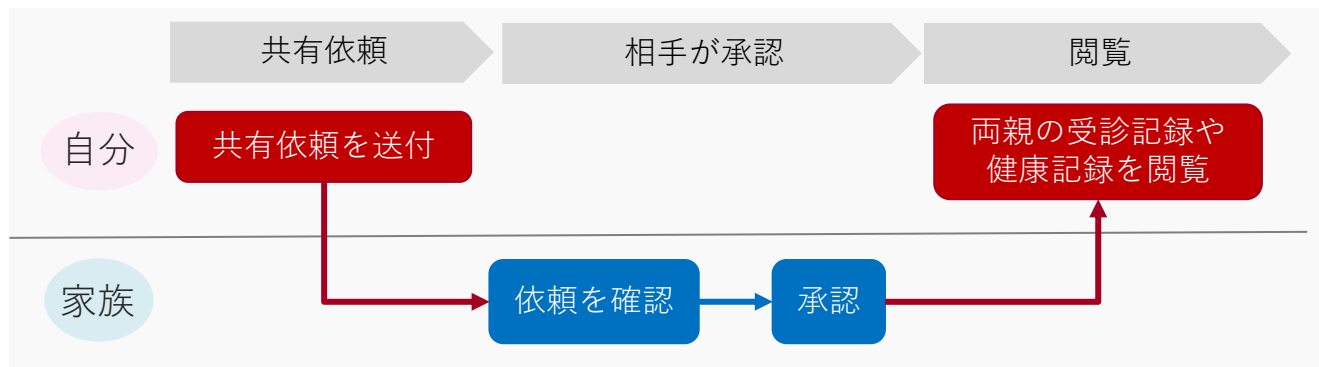 共有依頼
相手が承認
閲覧
自分
共有依頼を送付
両親の受診記録や
健康記録を閲覧
家族
依頼を確認
承認